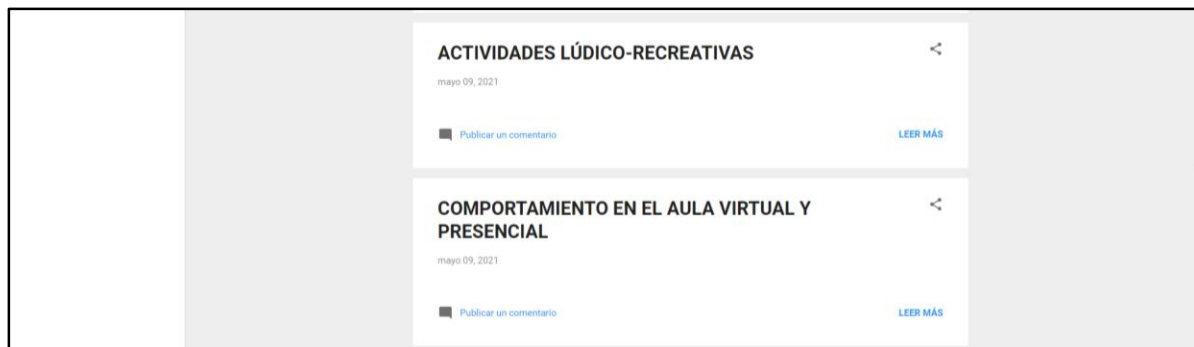 ACTIVIDADES LÚDICO-RECREATIVAS
mayo 09, 2021
Publicar un comentario
LEER MÁS
COMPORTAMIENTO EN EL AULA VIRTUAL Y
PRESENCIAL
mayo 09, 2021
Publicar un comentario
LEER MÁS